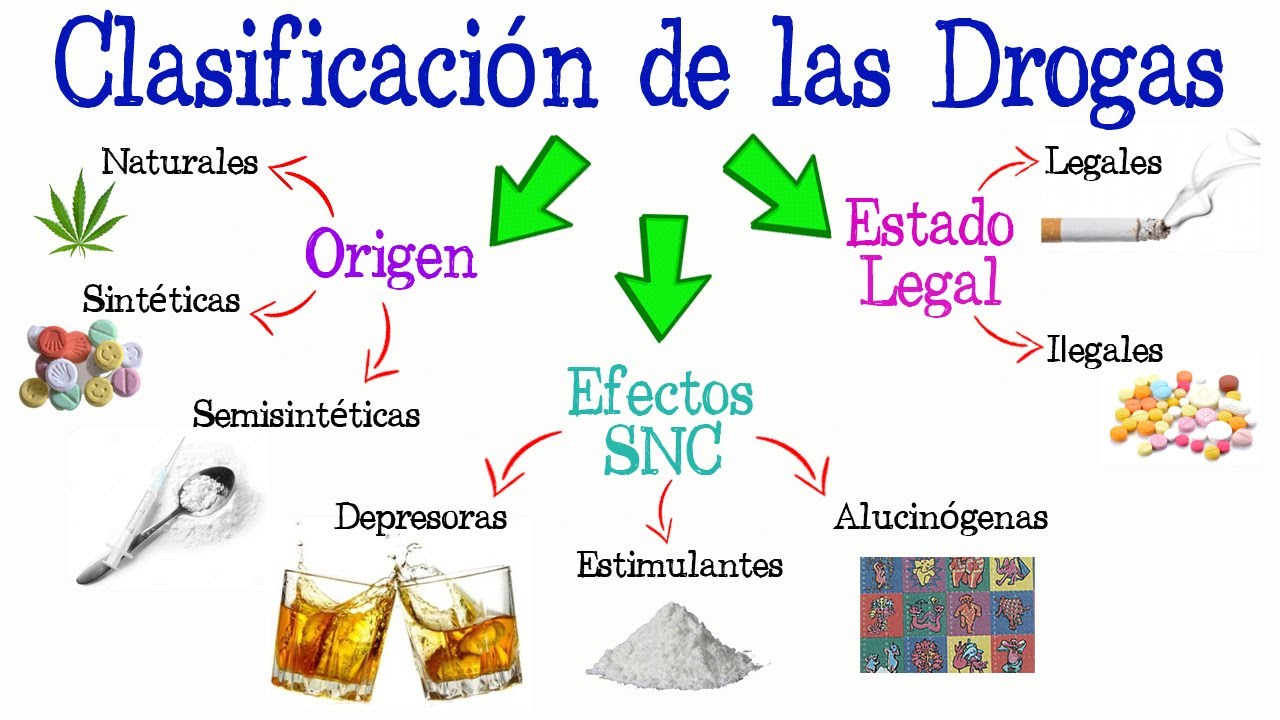 Clasificación de las Drogas
Naturales
Origen
Sintéticas
Semisintéticas
Efectos
SNC
Depresoras
Estimulantes
Alucinógenas
Estado
Legal
Legales
Ilegales